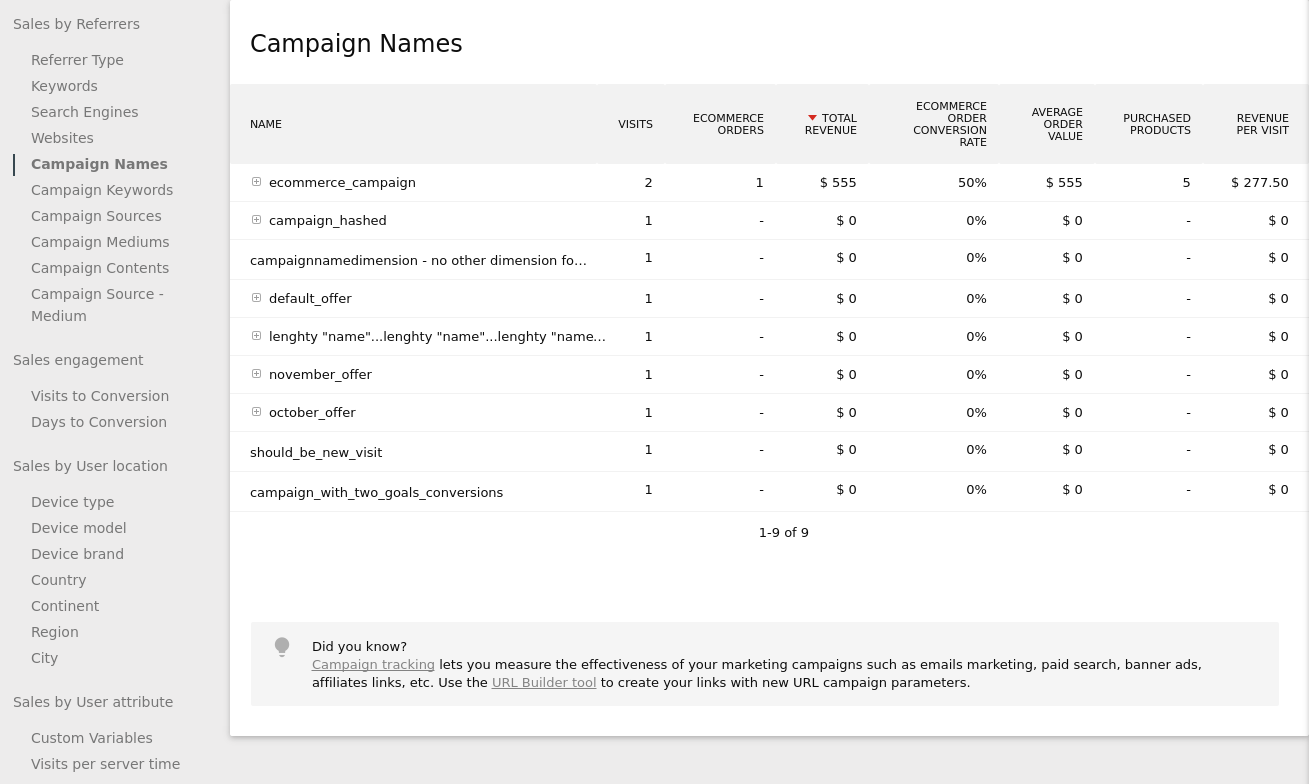 Sales by Referrers
Referrer Type
Keywords
Search Engines
Websites
Campaign Names
Campaign Keywords
Campaign Sources
Campaign Mediums
Campaign Contents
Campaign Source -
Medium
Sales engagement
Visits to Conversion
Days to Conversion
Sales by User location
Device type
Device model
Device brand
Country
Continent
Region
City
Sales by User attribute
Custom Variables
Visits per server time
Campaign Names
NAME VISITS ECOMMERCE ORDERS TOTAL REVENUE ECOMMERCE ORDER CONVERSION RATE AVERAGE ORDER VALUE PURCHASED PRODUCTS REVENUE PER VISIT
ecommerce_campaign 2 1 $ 555 50% $ 555 5 $ 277.50
campaign_hashed 1 - $ 0 0% $ 0 - $ 0
campaignnamedimension - no other dimension fo... 1 - $ 0 0% $ 0 - $ 0
default_offer 1 - $ 0 0% $ 0 - $ 0
lenghty "name"...lenghty "name"...lenghty "name... 1 - $ 0 0% $ 0 - $ 0
november_offer 1 - $ 0 0% $ 0 - $ 0
october_offer 1 - $ 0 0% $ 0 - $ 0
should_be_new_visit 1 - $ 0 0% $ 0 - $ 0
campaign_with_two_goals_conversions 1 - $ 0 0% $ 0 - $ 0
1-9 of 9
Did you know?
Campaign tracking lets you measure the effectiveness of your marketing campaigns such as emails marketing, paid search, banner ads,
affiliates links, etc. Use the URL Builder tool to create your links with new URL campaign parameters.